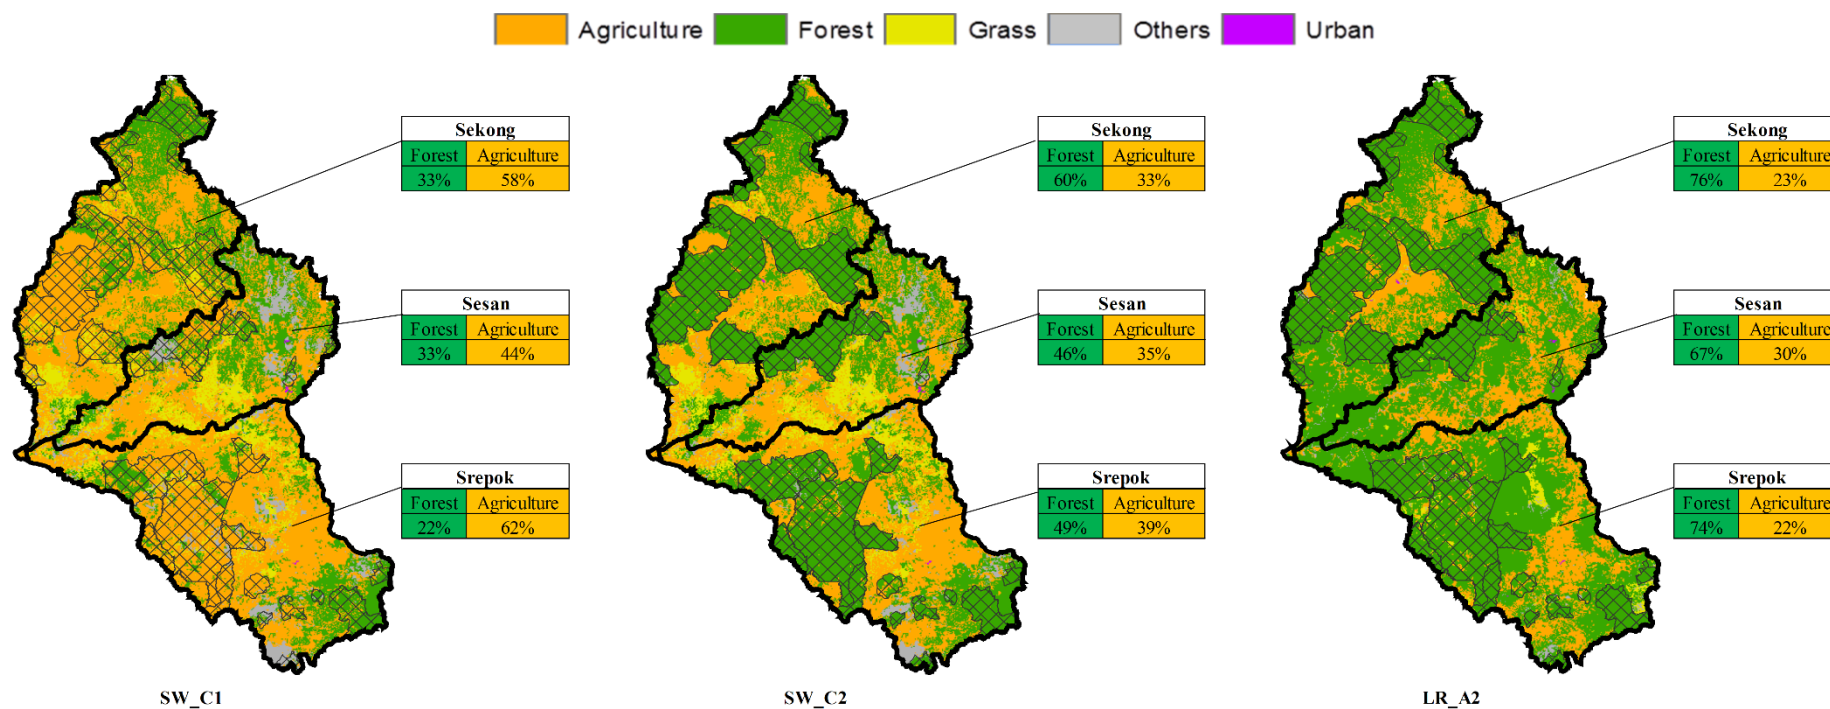 Agriculture Forest Grass Others Urban
Sekong
Forest Agriculture
33% 58%
Sesan
Forest Agriculture
33% 44%
Srepok
Forest Agriculture
22% 62%
SW_C1
Sekong
Forest Agriculture
60% 33%
Sesan
Forest Agriculture
46% 35%
Srepok
Forest Agriculture
49% 39%
SW_C2
Sekong
Forest Agriculture
76% 23%
Sesan
Forest Agriculture
67% 30%
Srepok
Forest Agriculture
74% 22%
LR_A2